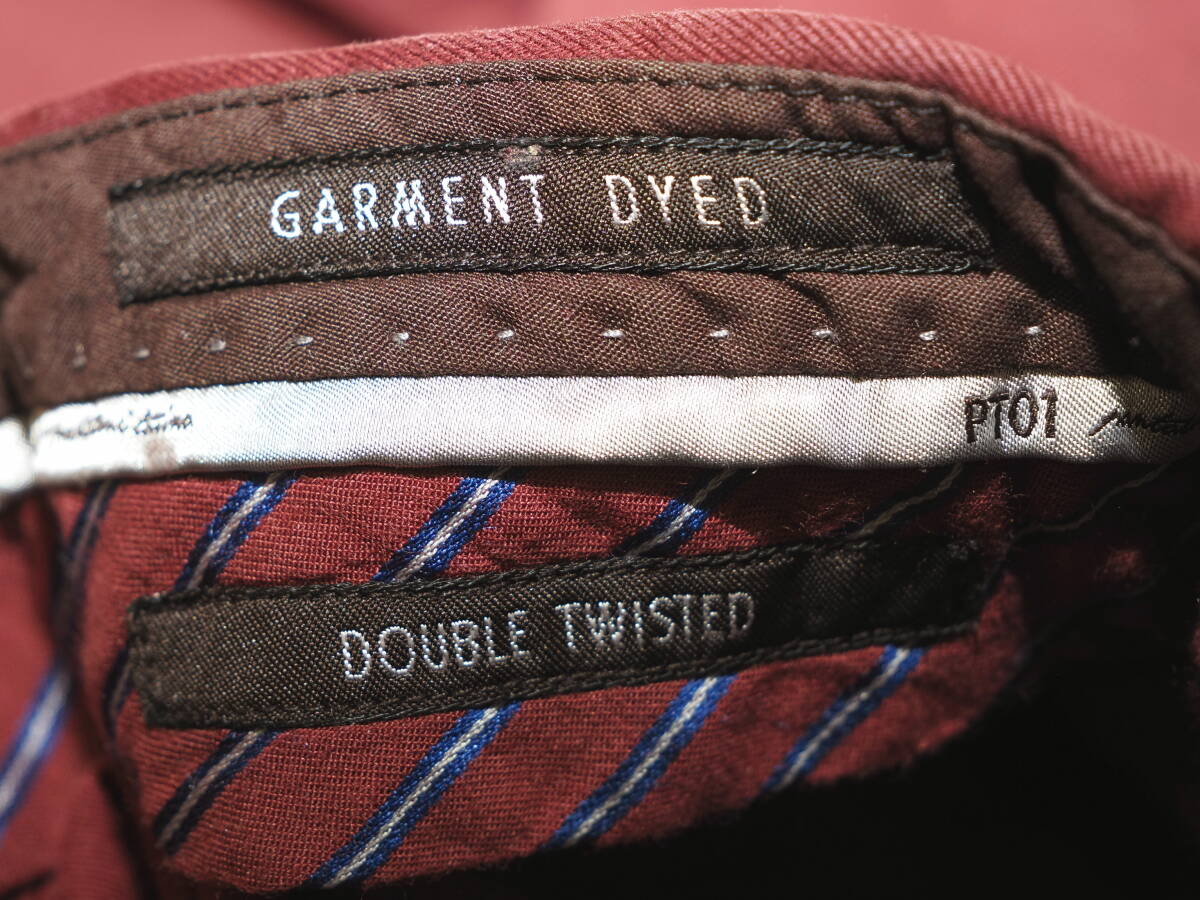 GARMENT DYED
PT01
DOUBLE TWISTED